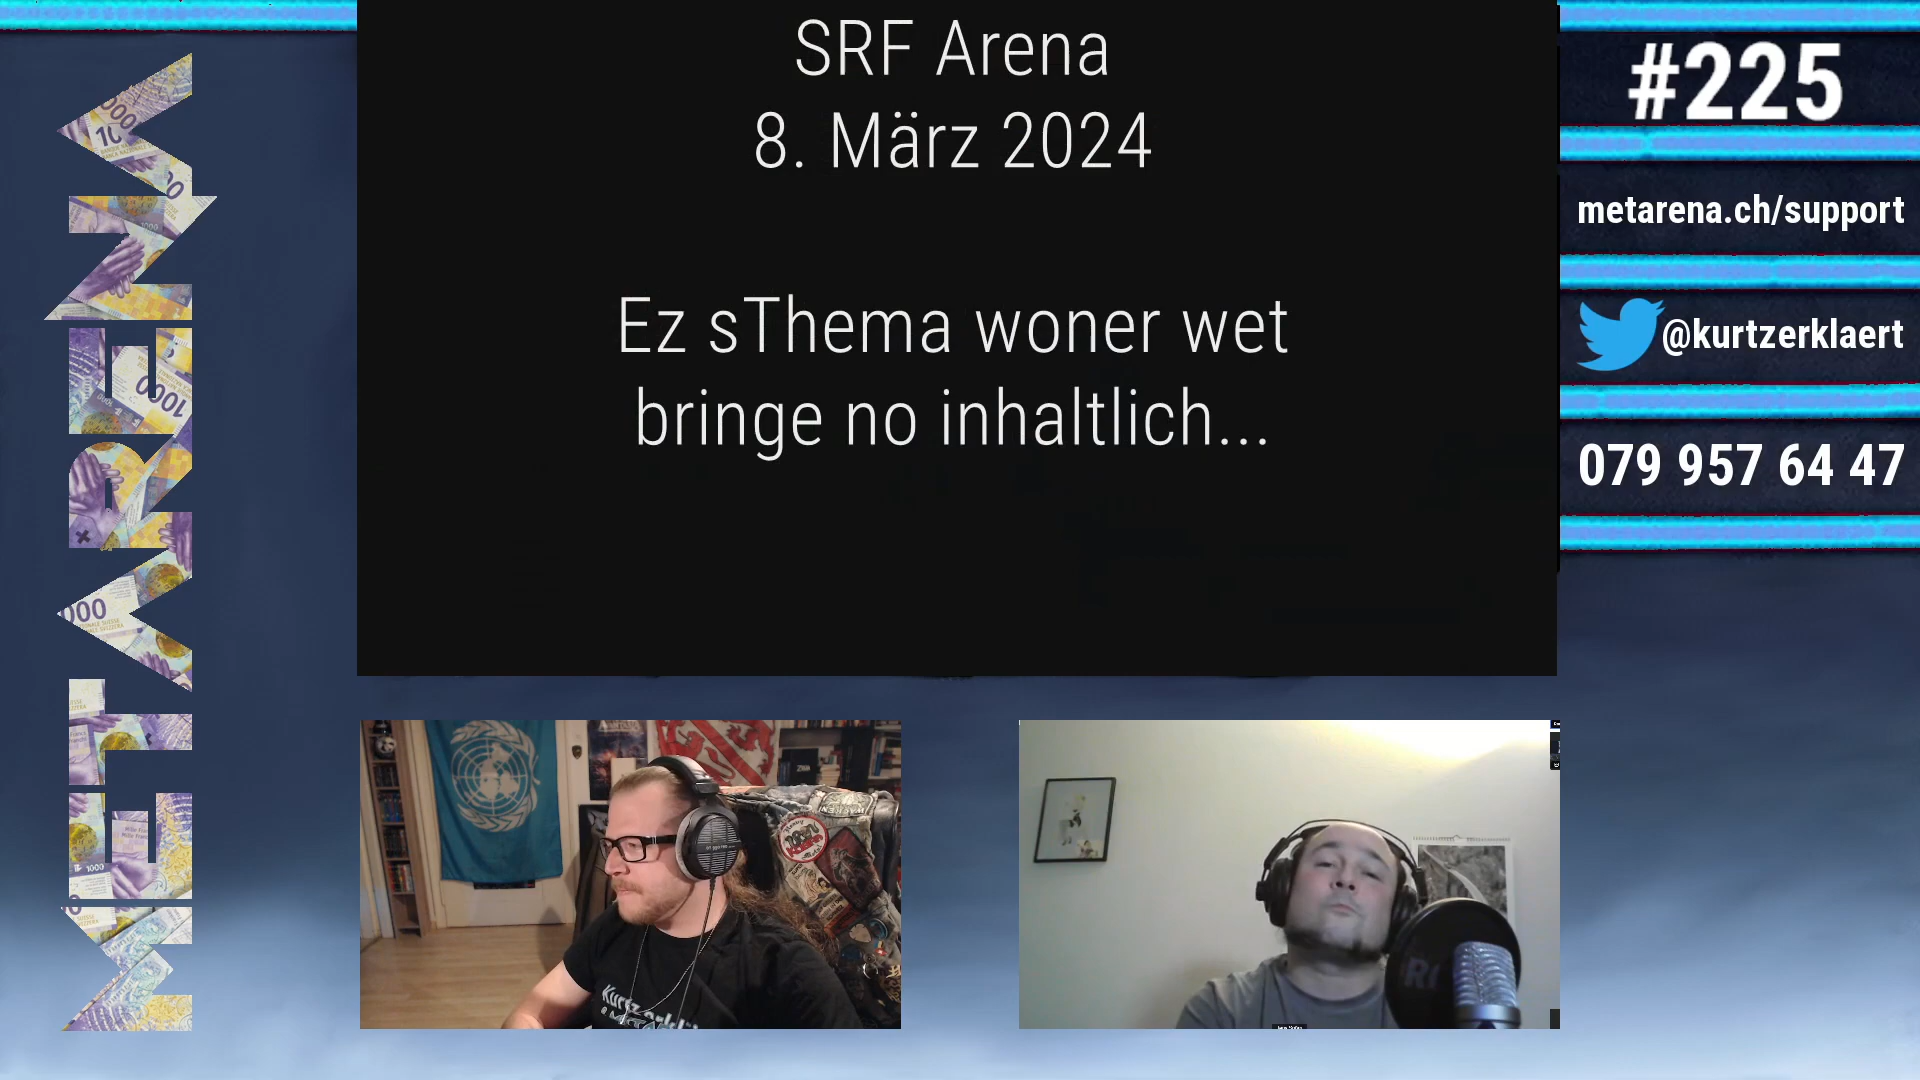 METARENA
SRF Arena
8. März 2024
Ez sThema woner wet
bringe no inhaltlich...
#225
metarena.ch/support
@kurtzerklaert
079 957 64 47